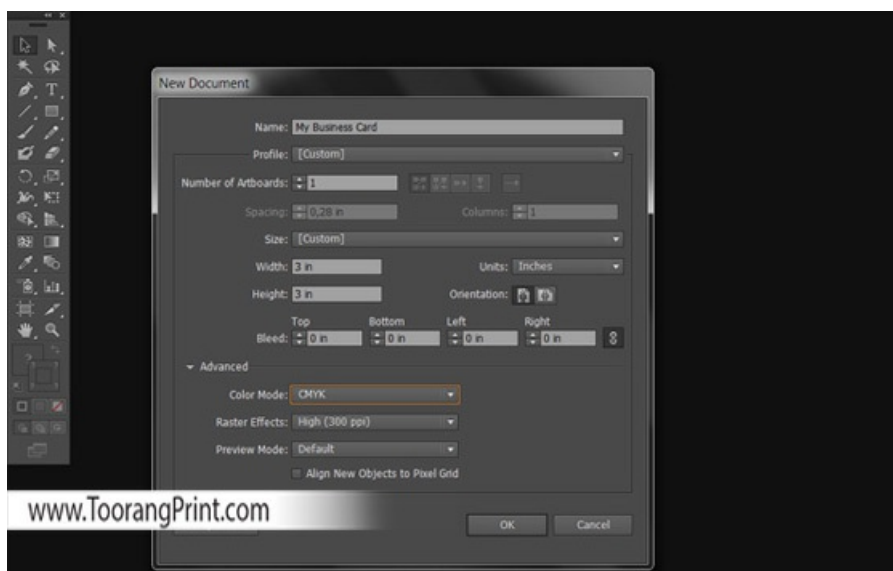 New Document
Name: My Business Card
Profile: [Custom]
Number of Artboards: 1
Spacing: 0,28 in Columns: 1
Size: [Custom]
Width: 3 in Units: Inches
Height: 3 in Orientation:
Top Bottom Left Right
Bleed: 0 in 0 in 0 in 0 in
Advanced
Color Mode: CMYK
Raster Effects: High (300 ppi)
Preview Mode: Default
Align New Objects to Pixel Grid
www.ToorangPrint.com
OK Cancel